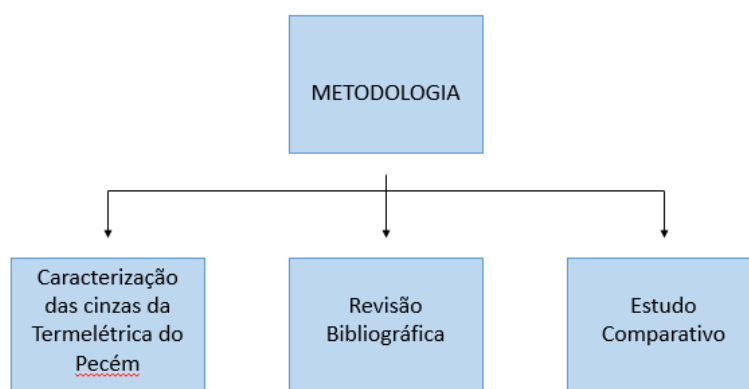 METODOLOGIA
Caracterização
das cinzas da
Termelétrica do
Pecém
Revisão
Bibliográfica
Estudo
Comparativo